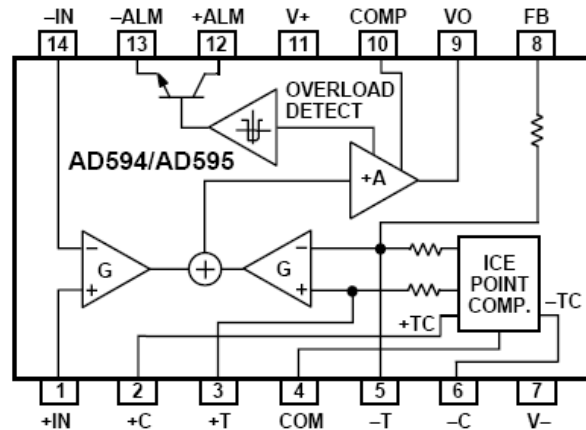 –IN –ALM +ALM V+ COMP VO FB
14 13 12 11 10 9 8
OVERLOAD
DETECT
AD594/AD595
+A
– –
G + G
+ +
ICE
POINT
COMP.
–TC
+TC
1 2 3 4 5 6 7
+IN +C +T COM –T –C V–